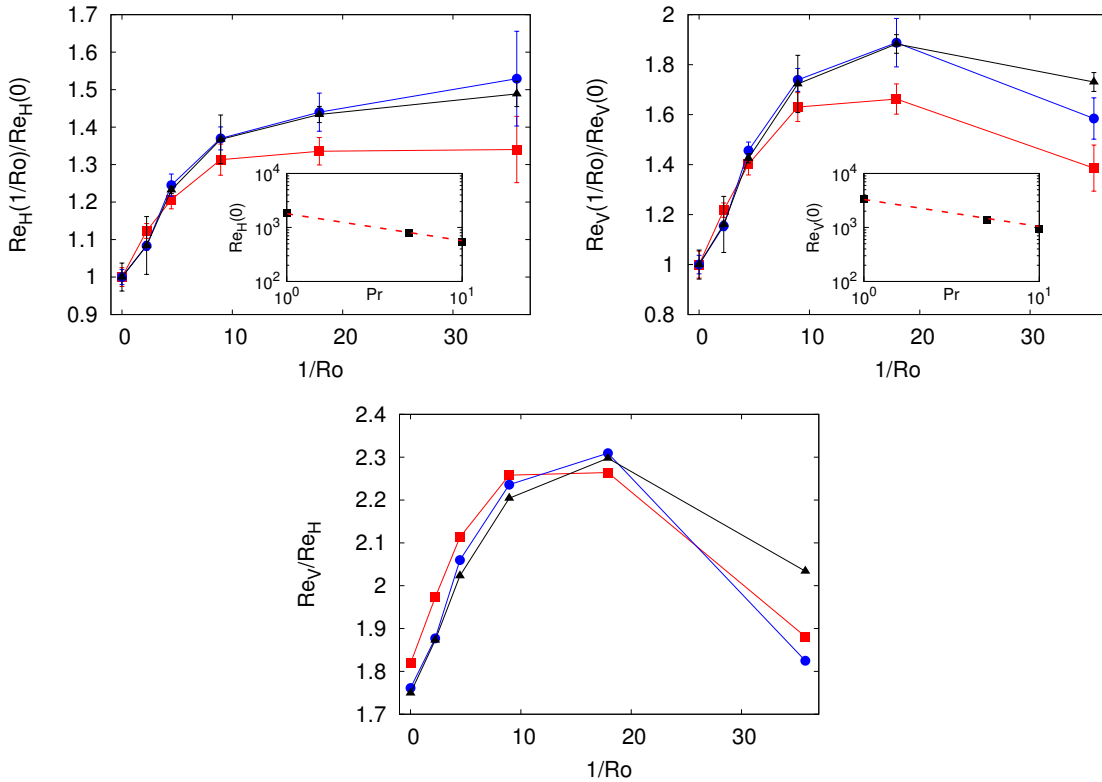 1.7
1.6
1.5
1.4
1.3
1.2
1.1
1
0.9
Re_H(1/Ro)/Re_H(0)
0 10 20 30
1/Ro
10^4
10^3
10^2
Re_H(0)
10^0 Pr 10^1
2
1.8
1.6
1.4
1.2
1
0.8
Re_V(1/Ro)/Re_V(0)
0 10 20 30
1/Ro
10^4
10^3
10^2
Re_V(0)
10^0 Pr 10^1
2.4
2.3
2.2
2.1
2
1.9
1.8
1.7
Re_V/Re_H
0 10 20 30
1/Ro